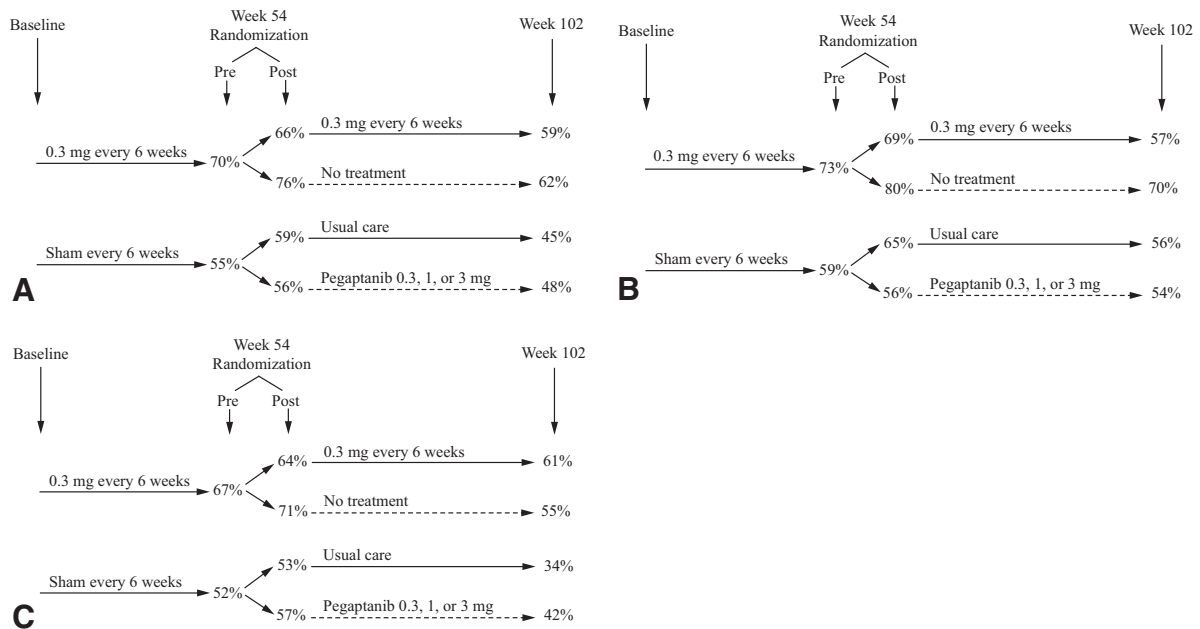 Baseline
Week 54
Randomization
Week 102
Pre
Post
0.3 mg every 6 weeks
70%
66%
0.3 mg every 6 weeks
59%
76%
No treatment
62%
Sham every 6 weeks
55%
59%
Usual care
45%
56%
Pegaptanib 0.3, 1, or 3 mg
48%
A
Baseline
Week 54
Randomization
Week 102
Pre
Post
0.3 mg every 6 weeks
73%
69%
0.3 mg every 6 weeks
57%
80%
No treatment
70%
Sham every 6 weeks
59%
65%
Usual care
56%
56%
Pegaptanib 0.3, 1, or 3 mg
54%
B
Baseline
Week 54
Randomization
Week 102
Pre
Post
0.3 mg every 6 weeks
67%
64%
0.3 mg every 6 weeks
61%
71%
No treatment
55%
Sham every 6 weeks
52%
53%
Usual care
34%
57%
Pegaptanib 0.3, 1, or 3 mg
42%
C